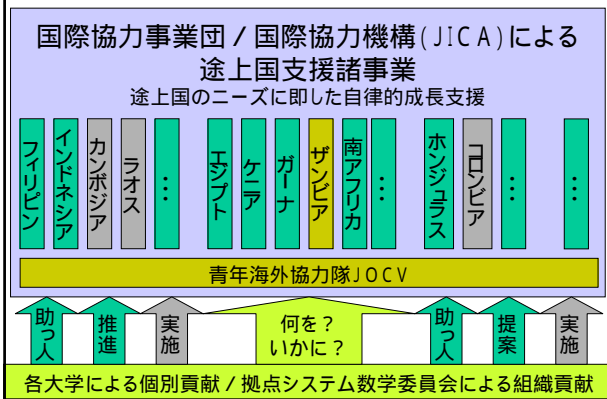 国際協力事業団/国際協力機構(JICA)による
途上国支援諸事業
途上国のニーズに即した自律的成長支援
フィリピン
インドネシア
カンボジア
ラオス
…
エジプト
ケニア
ガーナ
ザンビア
南アフリカ
…
ホンジュラス
コロンビア
…
…
青年海外協力隊JOCV
助っ人
推進
実施
何を?
いかに?
助っ人
提案
実施
各大学による個別貢献/拠点システム数学委員会による組織貢献